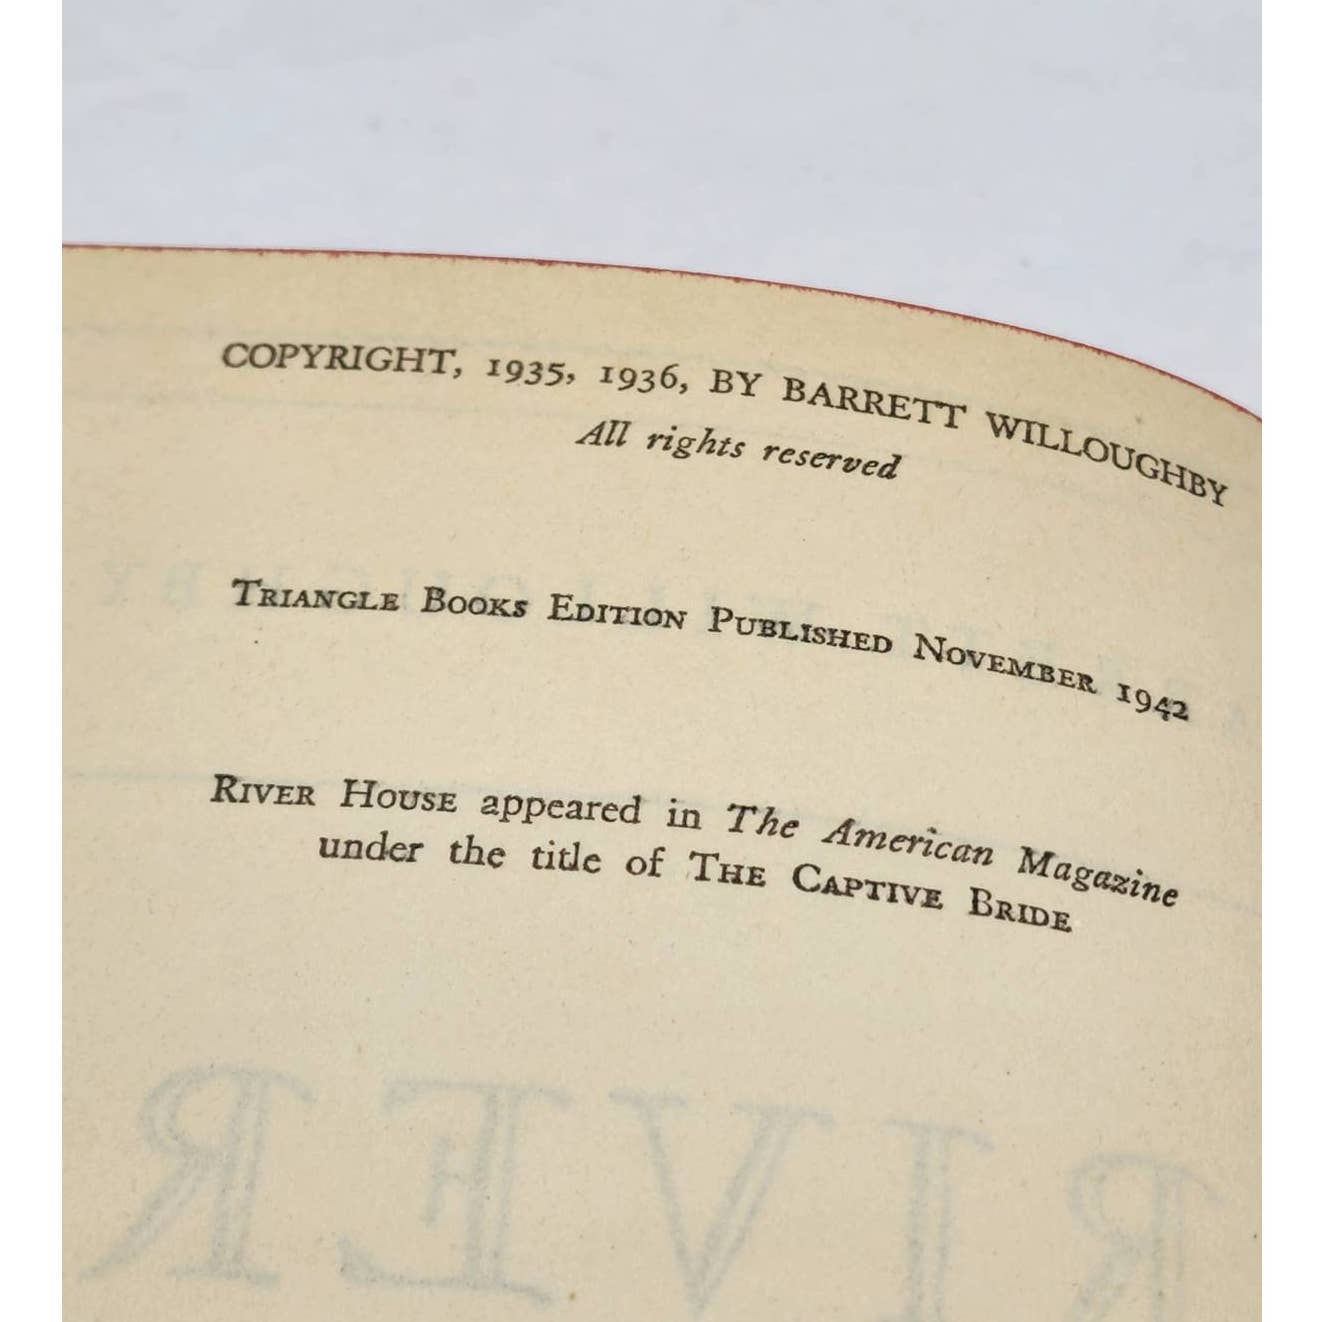 COPYRIGHT, 1935, 1936, BY BARRETT WILLOUGHBY
All rights reserved
TRIANGLE BOOKS EDITION PUBLISHED NOVEMBER 1942
RIVER HOUSE appeared in The American Magazine
under the title of THE CAPTIVE BRIDE
RIVER